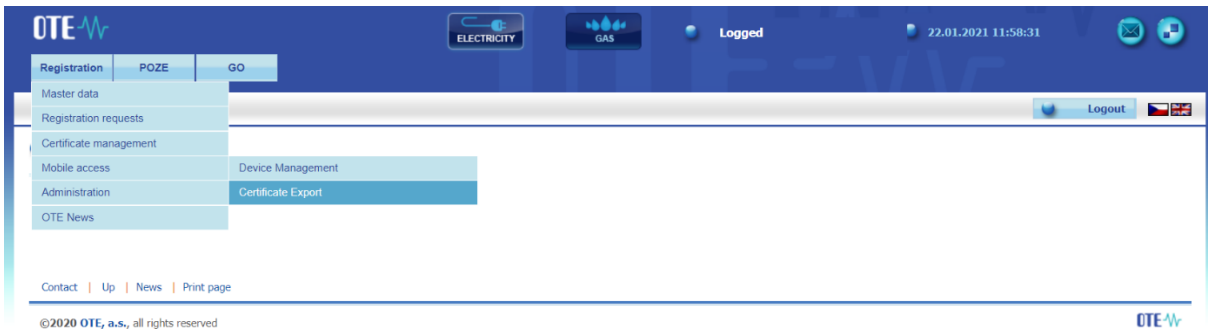 OTE
ELECTRICITY
GAS
Logged
22.01.2021 11:58:31
Registration POZE GO
Master data
Registration requests
Logout
Certificate management
Mobile access Device Management
Administration Certificate Export
OTE News
Contact | Up | News | Print page
©2020 OTE, a.s., all rights reserved
OTE